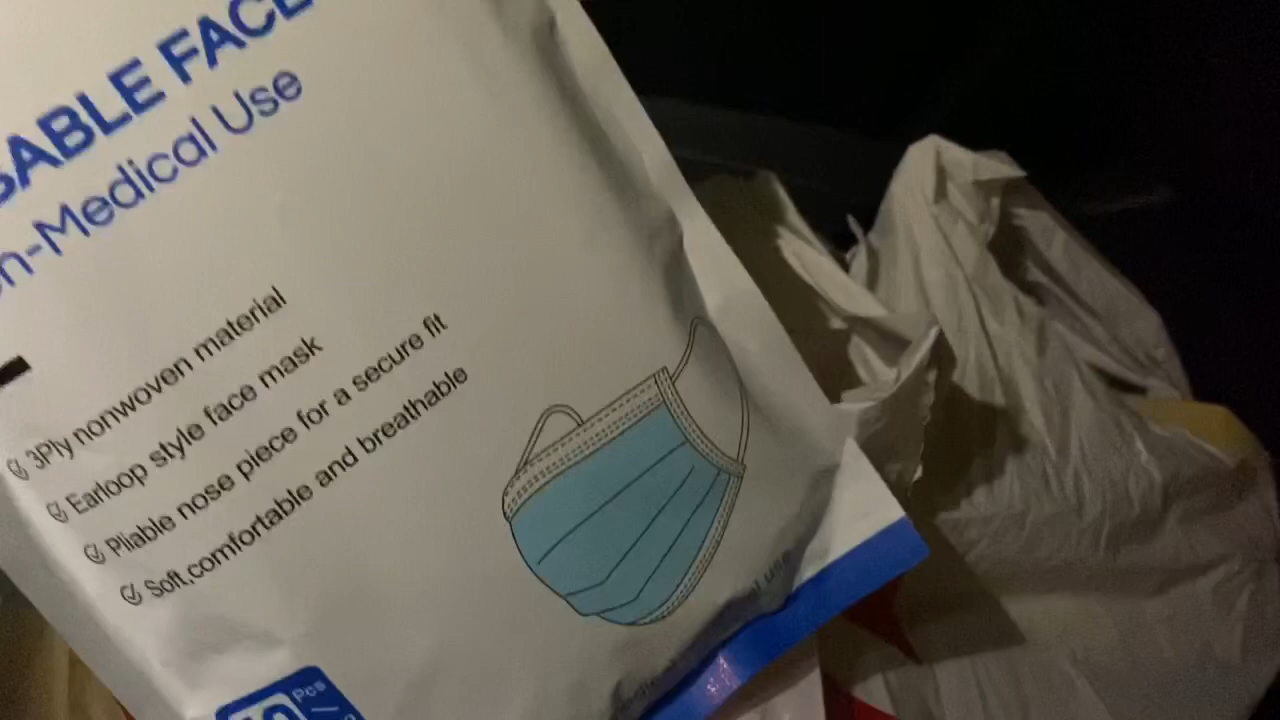 SABLE FACE
n-Medical Use
3Ply nonwoven material
Earloop style face mask
Pliable nose piece for a secure fit
Soft,comfortable and breathable
Pcs